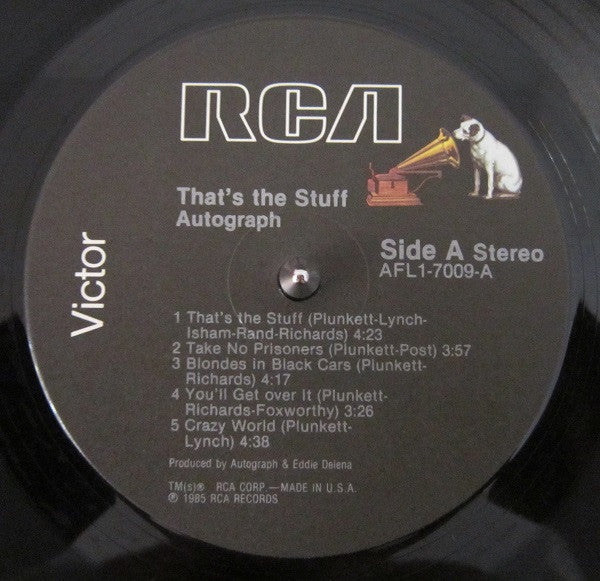 RCA
That's the Stuff
Autograph
Side A Stereo
AFL1-7009-A
Victor
1 That's the Stuff (Plunkett-Lynch-
Isham-Rand-Richards) 4:23
2 Take No Prisoners (Plunkett-Post) 3:57
3 Blondes in Black Cars (Plunkett-
Richards) 4:17
4 You'll Get over It (Plunkett-
Richards-Foxworthy) 3:26
5 Crazy World (Plunkett-
Lynch) 4:38
Produced by Autograph & Eddie Delena
TM(s)® RCA CORP.—MADE IN U.S.A.
℗ 1985 RCA RECORDS